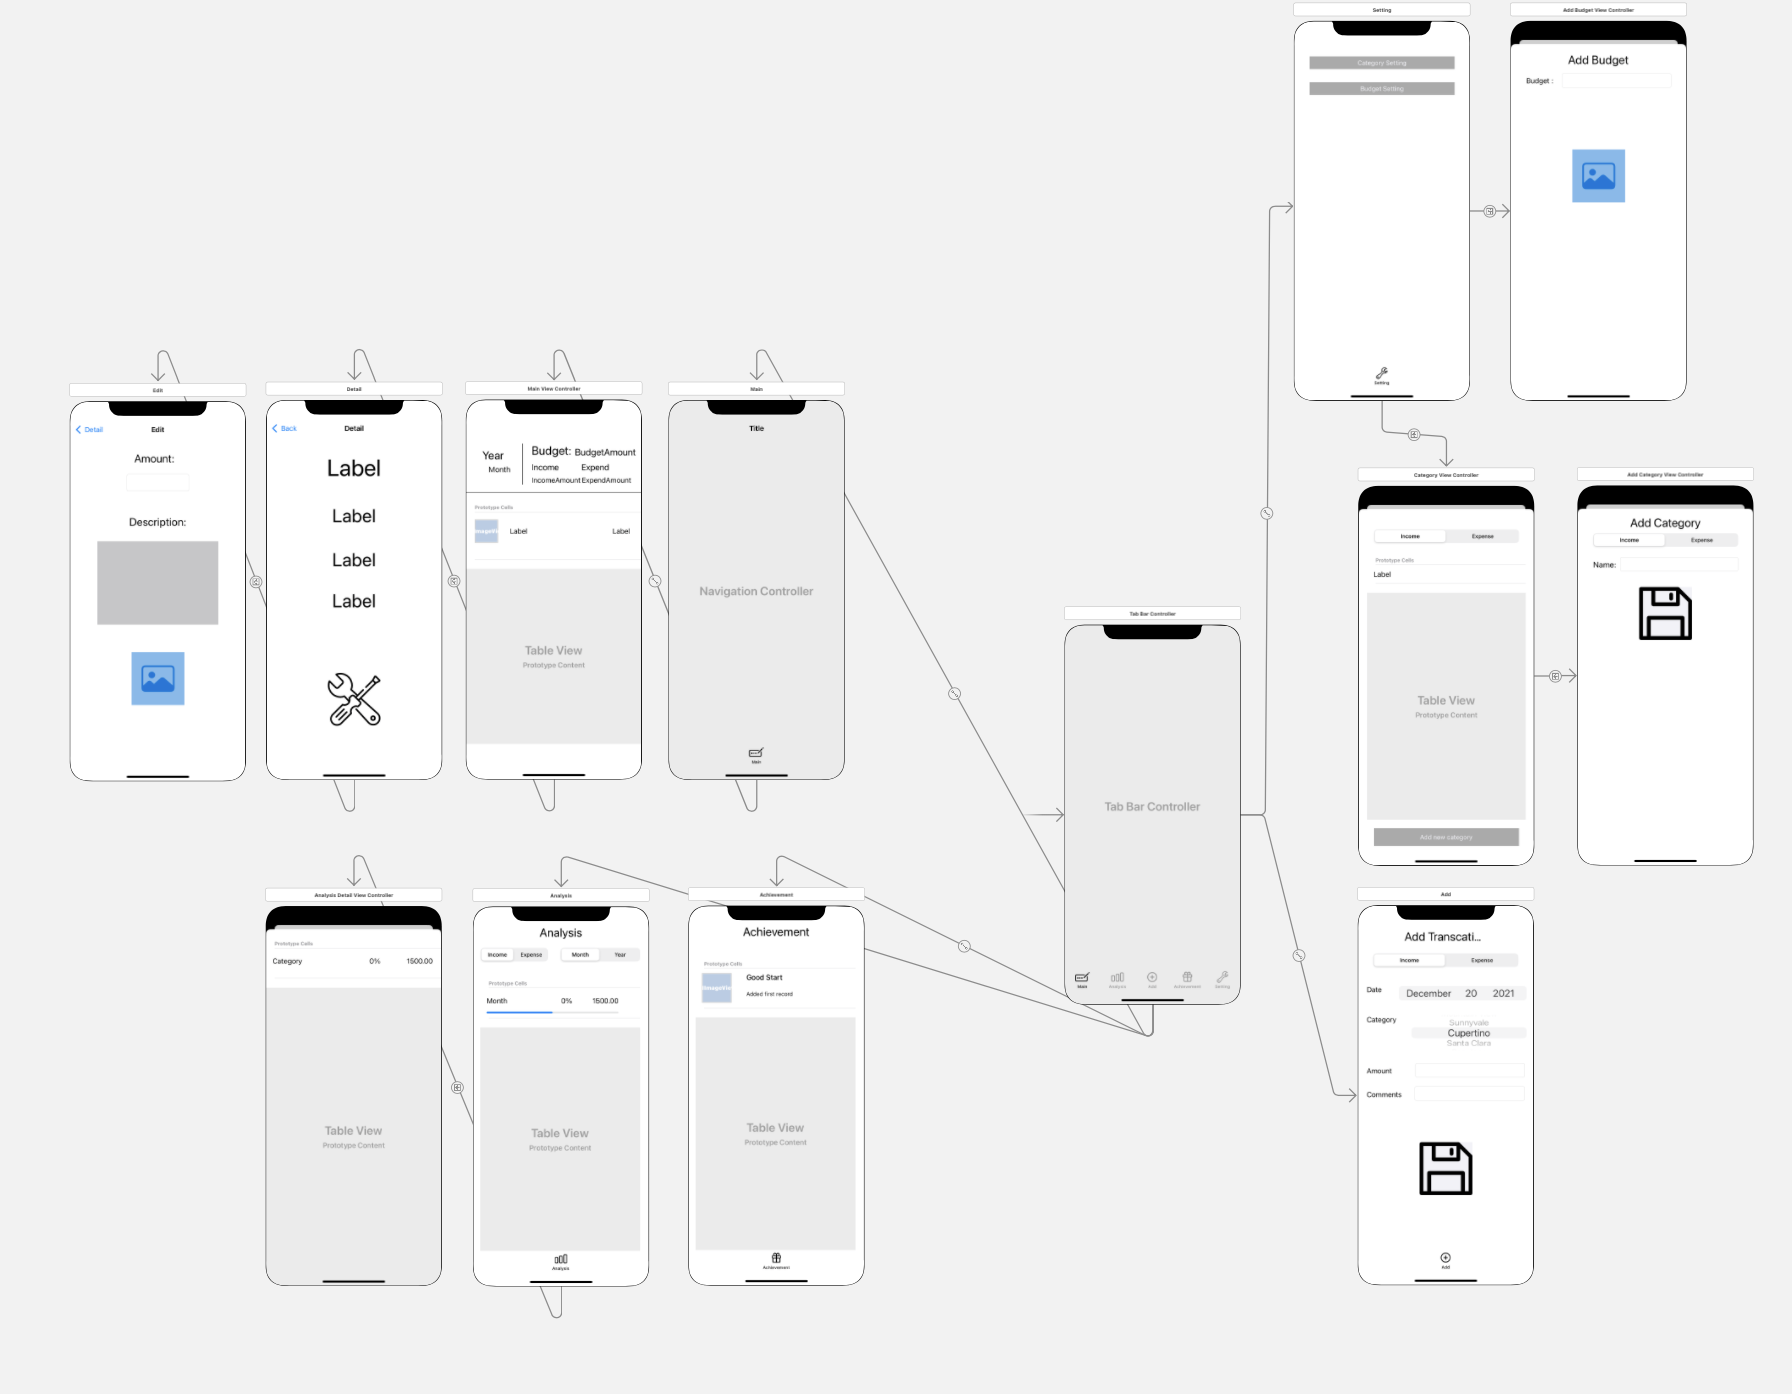 Setting
Category Setting
Budget Setting
Setting
Add Budget View Controller
Add Budget
Budget :
Edit
Detail
Edit
Amount:
Description:
Detail
Back
Detail
Label
Label
Label
Label
Main View Controller
Year
Month
Budget: BudgetAmount
Income Expend
IncomeAmount ExpendAmount
Prototype Cells
Label Label
Table View
Prototype Content
Main
Title
Navigation Controller
Main
Tab Bar Controller
Tab Bar Controller
Main Analysis Add Achievement Setting
Category View Controller
Income Expense
Prototype Cells
Label
Table View
Prototype Content
Add new category
Add Category View Controller
Add Category
Income Expense
Name:
Analysis Detail View Controller
Prototype Cells
Category 0% 1500.00
Table View
Prototype Content
Analysis
Analysis
Income Expense Month Year
Prototype Cells
Month 0% 1500.00
Table View
Prototype Content
Analysis
Achievement
Achievement
Prototype Cells
Good Start
Added first record
Table View
Prototype Content
Achievement
Add
Add Transcati...
Income Expense
Date December 20 2021
Category
Sunnyvale
Cupertino
Santa Clara
Amount
Comments
Add